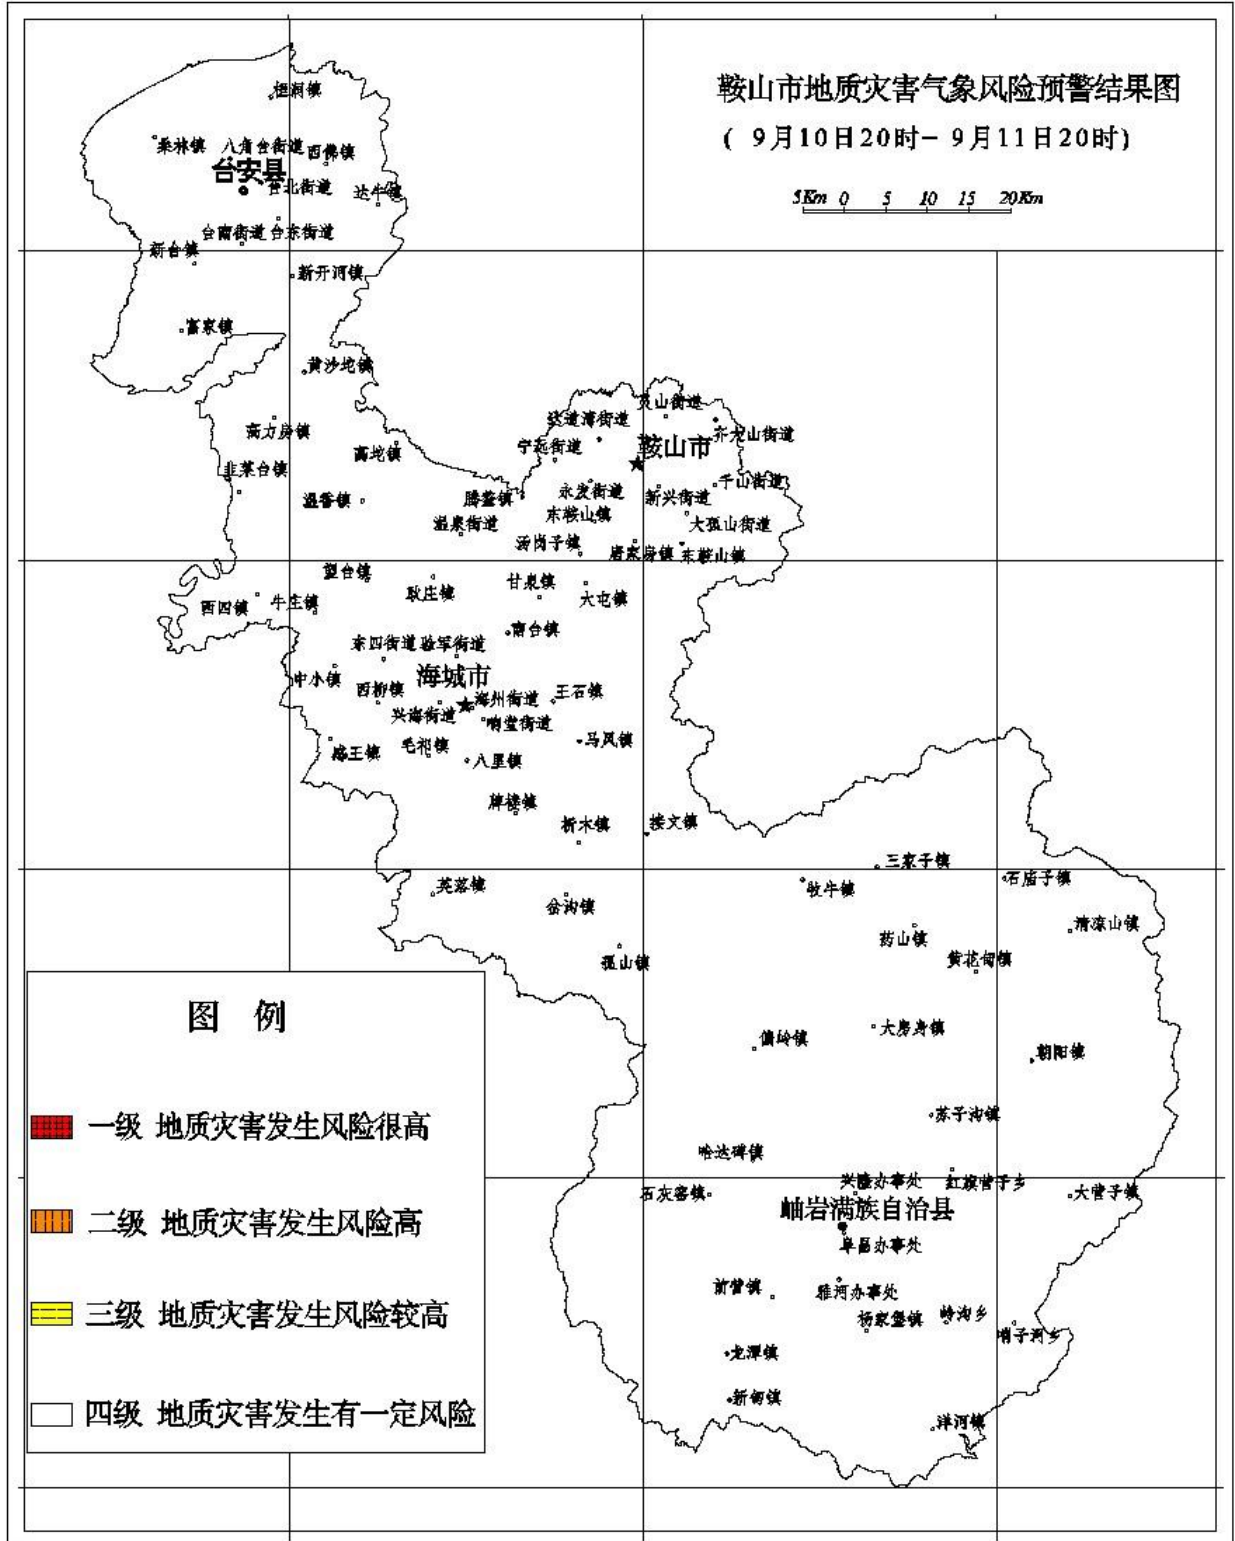 鞍山市地质灾害气象风险预警结果图
( 9月10日20时- 9月11日20时)
5Km 0 5 10 15 20Km
桓洞镇
桑林镇 八角台街道 西佛镇
台安县
台北街道 达牛镇
台南街道 台东街道
新台镇
新开河镇
富家镇
黄沙坨镇
灵山街道
达道湾街道
高力房镇 齐大山街道
宁远街道 鞍山市
高坨镇
韭菜台镇
千山街道
温香镇 腾鳌镇 永发街道 新兴街道
温泉街道 东鞍山镇 大孤山街道
汤岗子镇 唐家房镇 东鞍山镇
望台镇 耿庄镇 甘泉镇
西四镇 牛庄镇 大屯镇
南台镇
东四街道 验军街道
中小镇 西柳镇 海城市
王石镇
海州街道
兴海街道 响堂街道
感王镇 毛祁镇 马风镇
八里镇
牌楼镇
析木镇 接文镇
三家子镇
英落镇 岔沟镇 牧牛镇 石庙子镇
清凉山镇
药山镇
孤山镇 黄花甸镇
图 例
偏岭镇 大房身镇
朝阳镇
一级 地质灾害发生风险很高
苏子沟镇
哈达碑镇
石灰窑镇 兴隆办事处 红旗营子乡 大营子镇
岫岩满族自治县
二级 地质灾害发生风险高
阜昌办事处
前营镇 雅河办事处
三级 地质灾害发生风险较高
杨家堡镇 岭沟乡
哨子河乡
龙潭镇
新甸镇
四级 地质灾害发生有一定风险
洋河镇